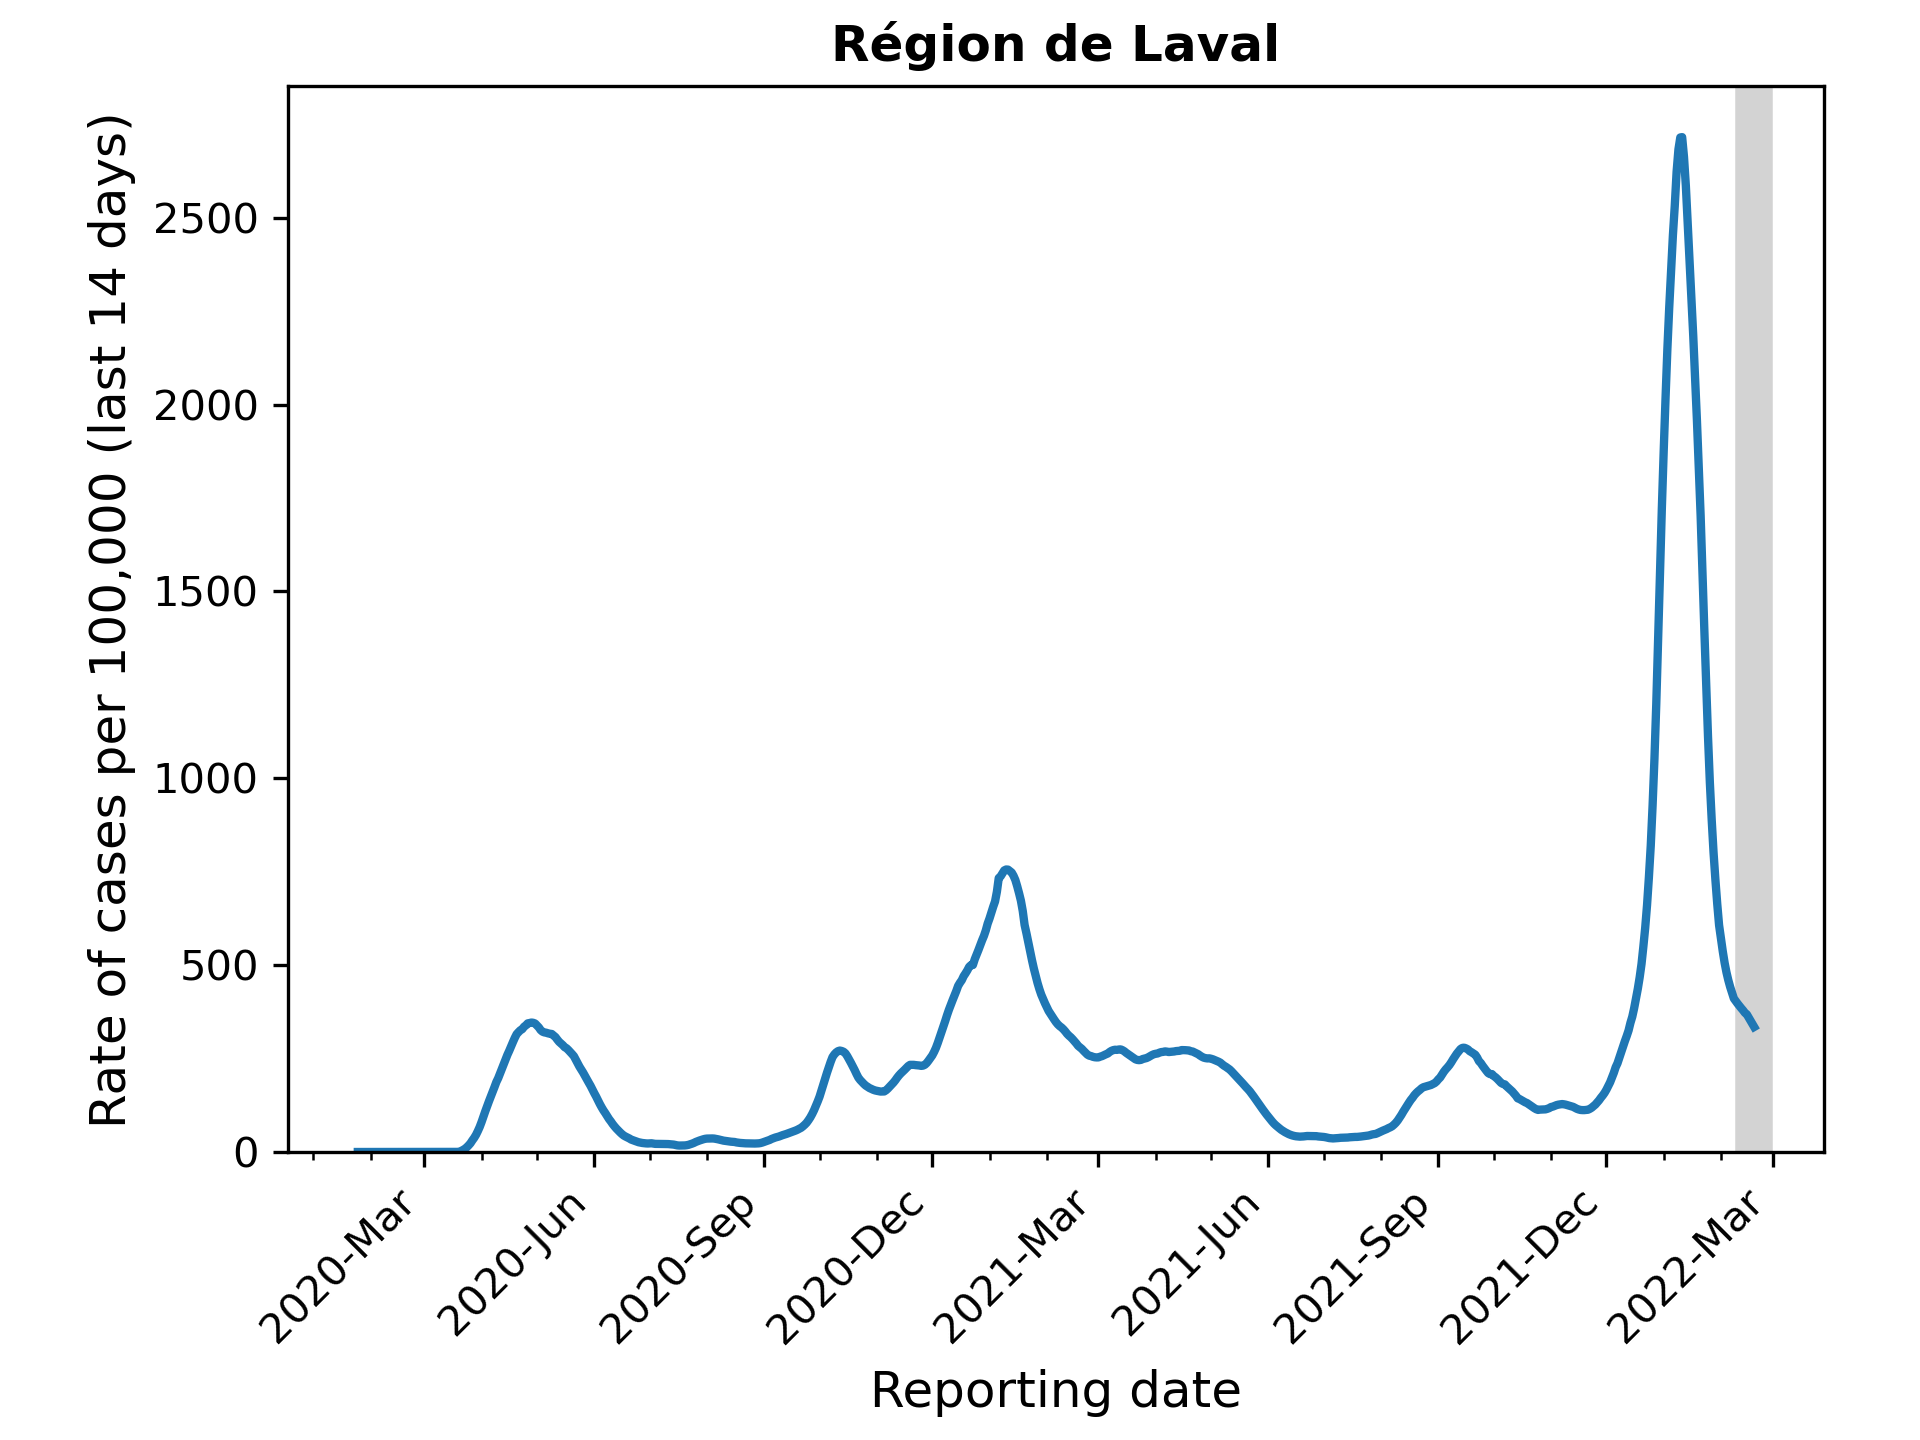 Région de Laval
Rate of cases per 100,000 (last 14 days)
2500
2000
1500
1000
500
0
2020-Mar
2020-Jun
2020-Sep
2020-Dec
2021-Mar
2021-Jun
2021-Sep
2021-Dec
2022-Mar
Reporting date